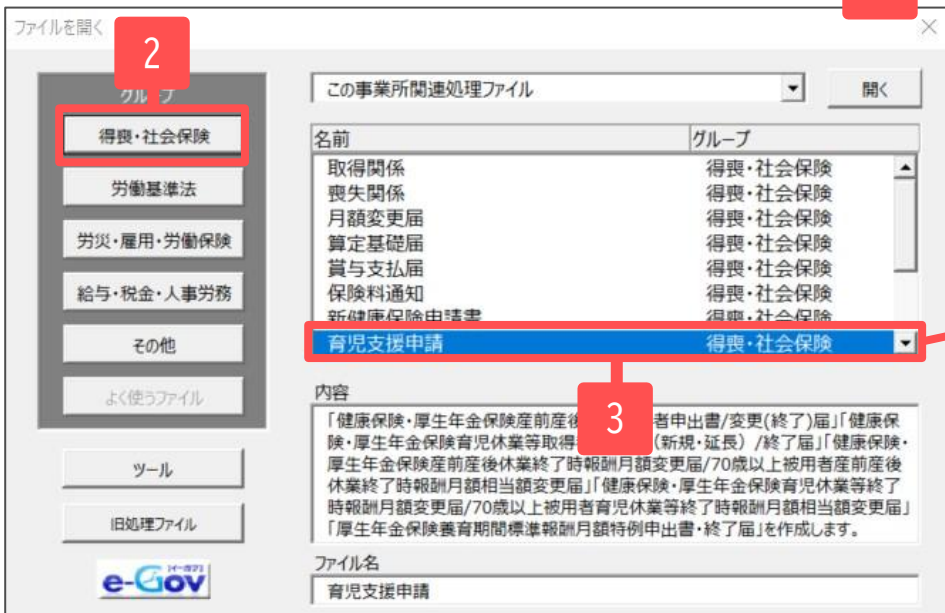 ファイルを開く
2
グループ
この事業所関連処理ファイル
開く
得喪・社会保険
名前 グループ
取得関係 得喪・社会保険
喪失関係 得喪・社会保険
労働基準法
月額変更届 得喪・社会保険
算定基礎届 得喪・社会保険
労災・雇用・労働保険
賞与支払届 得喪・社会保険
保険料通知 得喪・社会保険
給与・税金・人事労務
新健康保険申請書 得喪・社会保険
育児支援申請 得喪・社会保険
その他
よく使うファイル
内容
3
「健康保険・厚生年金保険産前産後 者申出書/変更(終了)届」「健康保
険・厚生年金保険育児休業等取得 (新規・延長) /終了届」「健康保険・
厚生年金保険産前産後休業終了時報酬月額変更届/70歳以上被用者産前産後
休業終了時報酬月額相当額変更届」「健康保険・厚生年金保険育児休業等終了
時報酬月額変更届/70歳以上被用者育児休業等終了時報酬月額相当額変更届」
「厚生年金保険養育期間標準報酬月額特例申出書・終了届」を作成します。
ツール
旧処理ファイル
ファイル名
育児支援申請
イーガブ
e-Gov